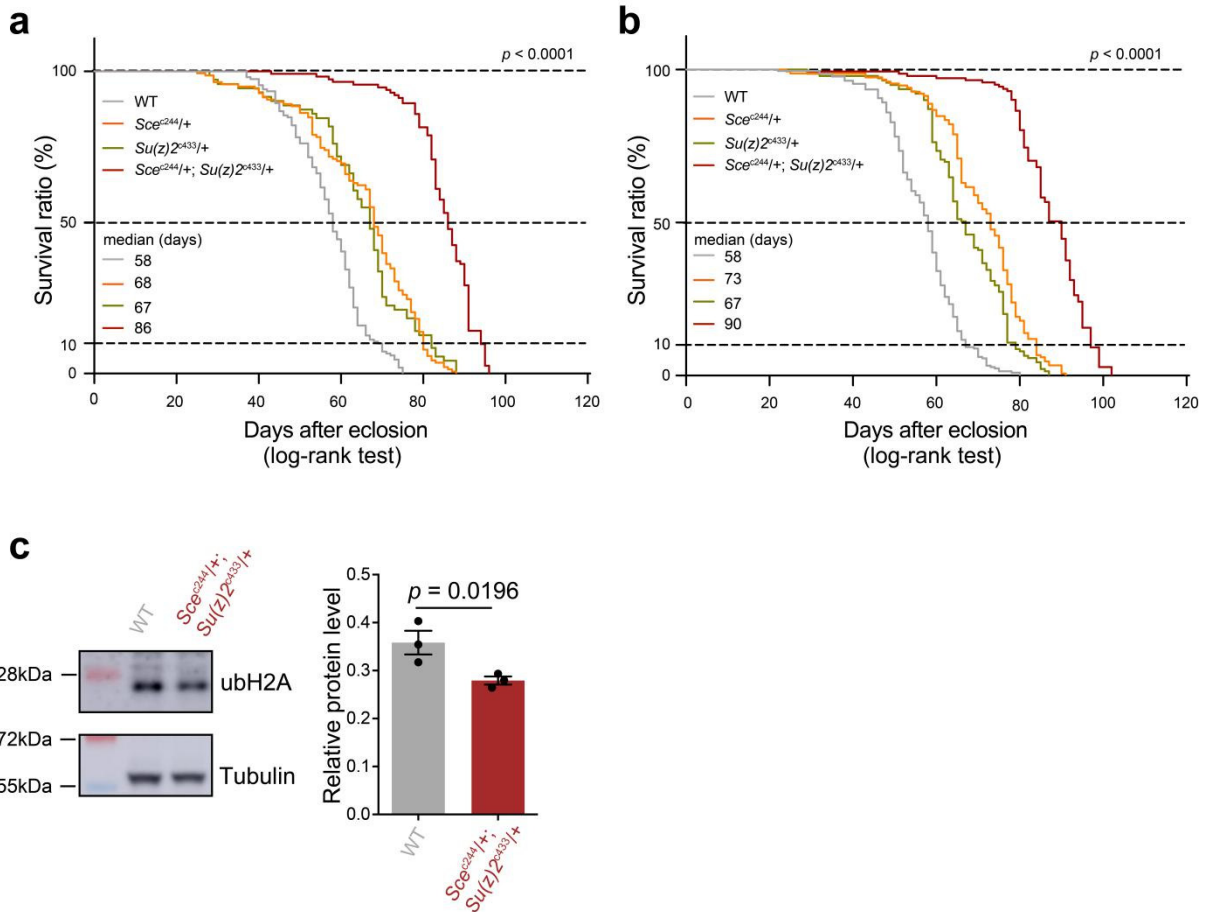 a
p < 0.0001
100
WT
Sce^c244/+
Su(z)2^c433/+
Sce^c244/+; Su(z)2^c433/+
Survival ratio (%)
50
median (days)
58
68
67
86
10
0
0 20 40 60 80 100 120
Days after eclosion
(log-rank test)
b
p < 0.0001
100
WT
Sce^c244/+
Su(z)2^c433/+
Sce^c244/+; Su(z)2^c433/+
Survival ratio (%)
50
median (days)
58
73
67
90
10
0
0 20 40 60 80 100 120
Days after eclosion
(log-rank test)
c
WT
Sce^c244/+;
Su(z)2^c433/+
28kDa
ubH2A
72kDa
Tubulin
55kDa
0.5
p = 0.0196
0.4
0.3
0.2
0.1
0.0
Relative protein level
WT
Sce^c244/+;
Su(z)2^c433/+